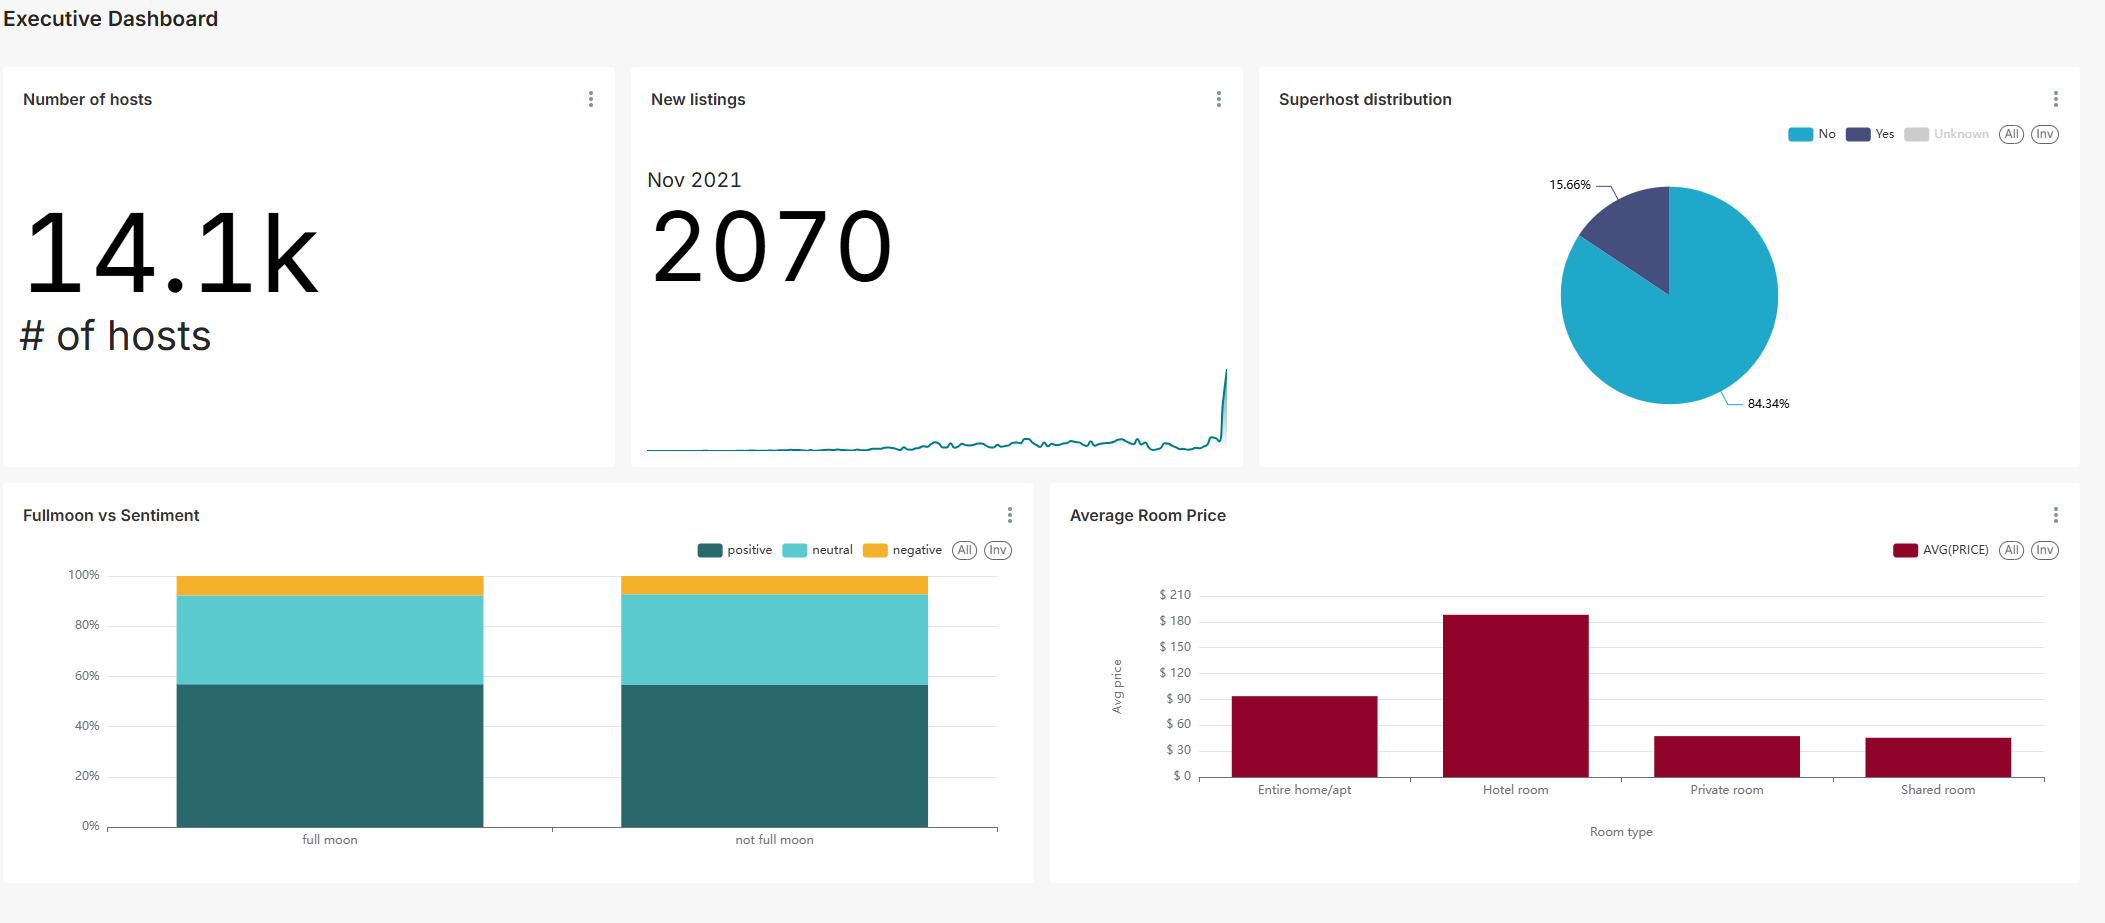 Executive Dashboard
Number of hosts
14.1k
# of hosts
New listings
Nov 2021
2070
Superhost distribution
No Yes Unknown All Inv
15.66%
84.34%
Fullmoon vs Sentiment
positive neutral negative All Inv
100%
80%
60%
40%
20%
0%
full moon not full moon
Average Room Price
AVG(PRICE) All Inv
Avg price
$ 210
$ 180
$ 150
$ 120
$ 90
$ 60
$ 30
$ 0
Entire home/apt Hotel room Private room Shared room
Room type